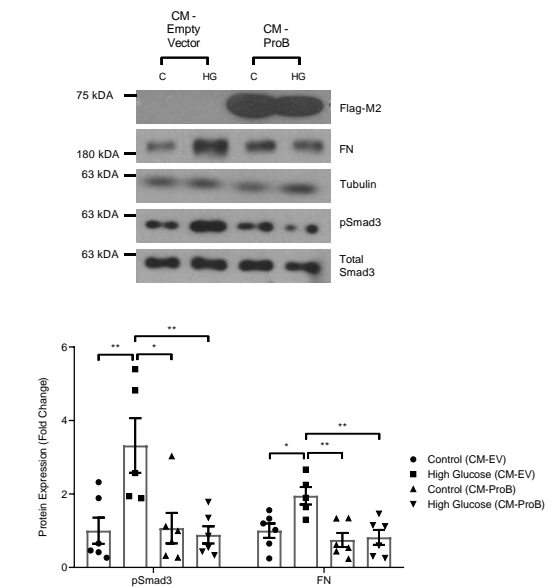 CM -
Empty
Vector
CM -
ProB
C
HG
C
HG
75 kDA
Flag-M2
180 kDA
FN
63 kDA
Tubulin
63 kDA
pSmad3
63 kDA
Total
Smad3
Protein Expression (Fold Change)
6
4
2
0
**
**
*
**
*
**
pSmad3
FN
Control (CM-EV)
High Glucose (CM-EV)
Control (CM-ProB)
High Glucose (CM-ProB)